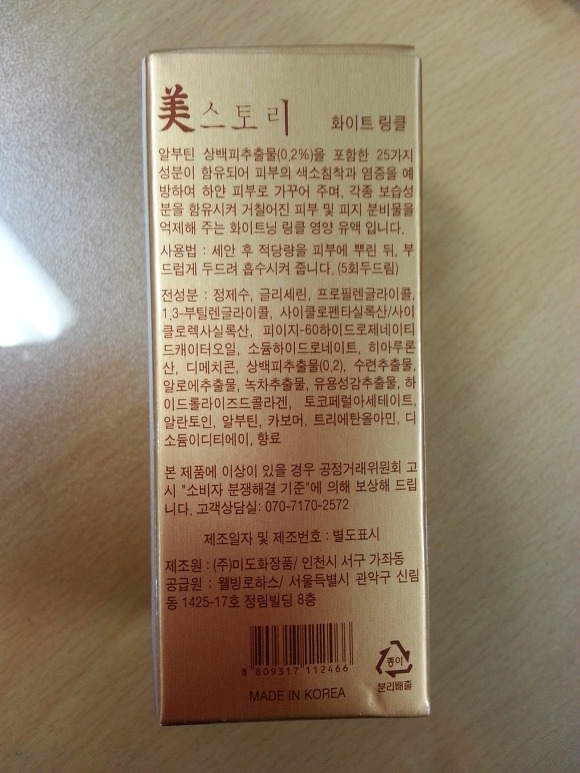 美스토리 화이트 링클
알부틴 상백피추출물(0,2%)을 포함한 25가지
성분이 함유되어 피부의 색소침착과 염증을 예
방하여 하얀 피부로 가꾸어 주며, 각종 보습성
분을 함유시켜 거칠어진 피부 및 피지 분비물을
억제해 주는 화이트닝 링클 영양 유액 입니다.
사용법 : 세안 후 적당량을 피부에 뿌린 뒤, 부
드럽게 두드려 흡수시켜 줍니다. (5회두드림)
전성분 : 정제수, 글리세린, 프로필렌글라이콜,
1,3-부틸렌글라이콜, 사이클로펜타실록산/사이
클로렉사실록산, 피이지-60하이드로제네이티
드캐이터오일, 소듐하이드로네이트, 히아루론
산, 디메치콘, 상백피추출물(0,2), 수련추출물,
알로에추출물, 녹차추출물, 유용성감추출물, 하
이드롤라이즈드콜라겐, 토코페럴아세테이트,
알란토인, 알부틴, 카보머, 트리에탄올아민, 디
소듐이디티에이, 향료
본 제품에 이상이 있을 경우 공정거래위원회 고
시 "소비자 분쟁해결 기준"에 의해 보상해 드립
니다. 고객상담실: 070-7170-2572
제조일자 및 제조번호 : 별도표시
제조원 : (주)미도화장품/ 인천시 서구 가좌동
공급원 : 웰빙로하스/ 서울특별시 관악구 신림
동 1425-17호 정림빌딩 8층
8 809317 112466
종이
분리배출
MADE IN KOREA